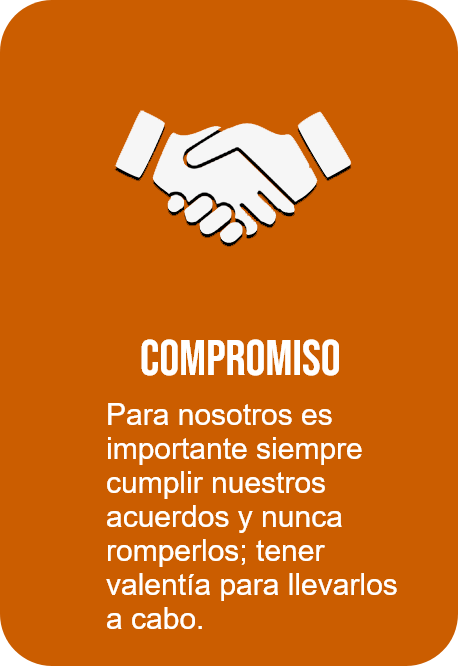 COMPROMISO
Para nosotros es
importante siempre
cumplir nuestros
acuerdos y nunca
romperlos; tener
valentía para llevarlos
a cabo.